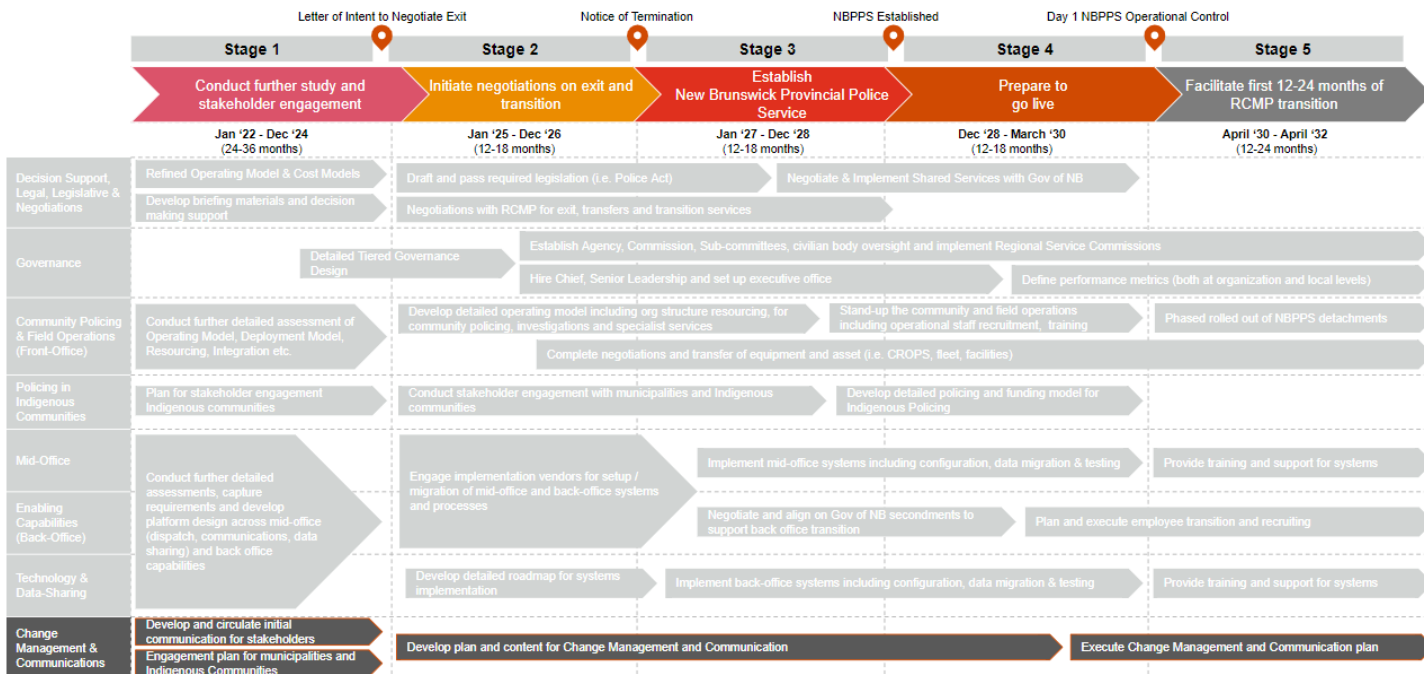 Letter of Intent to Negotiate Exit
Notice of Termination
NBPPS Established
Day 1 NBPPS Operational Control
Stage 1
Stage 2
Stage 3
Stage 4
Stage 5
Conduct further study and
stakeholder engagement
Initiate negotiations on exit and
transition
Establish
New Brunswick Provincial Police
Service
Prepare to
go live
Facilitate first 12-24 months of
RCMP transition
Jan '22 - Dec '24
(24-36 months)
Jan '25 - Dec '26
(12-18 months)
Jan '27 - Dec '28
(12-18 months)
Dec '28 - March '30
(12-18 months)
April '30 - April '32
(12-24 months)
Decision Support,
Legal, Legislative &
Negotiations
Refined Operating Model & Cost Models
Develop briefing materials and decision
making support
Draft and pass required legislation (i.e. Police Act)
Negotiate & Implement Shared Services with Gov of NB
Negotiations with RCMP for exit, transfers and transition services
Governance
Detailed Tiered Governance
Design
Establish Agency, Commission, Sub-committees, civilian body oversight and implement Regional Service Commissions
Hire Chief, Senior Leadership and set up executive office
Define performance metrics (both at organization and local levels)
Community Policing
& Field Operations
(Front-Office)
Conduct further detailed assessment of
Operating Model, Deployment Model,
Resourcing, Integration etc.
Develop detailed operating model including org structure resourcing, for
community policing, investigations and specialist services
Stand-up the community and field operations
including operational staff recruitment, training
Phased rolled out of NBPPS detachments
Complete negotiations and transfer of equipment and asset (i.e. CROPS, fleet, facilities)
Policing in
Indigenous
Communities
Plan for stakeholder engagement
Indigenous communities
Conduct stakeholder engagement with municipalities and Indigenous
communities
Develop detailed policing and funding model for
Indigenous Policing
Mid-Office
Conduct further detailed
assessments, capture
requirements and develop
platform design across mid-office
(dispatch, communications, data
sharing) and back office
capabilities
Engage implementation vendors for setup /
migration of mid-office and back-office systems
and processes
Implement mid-office systems including configuration, data migration & testing
Provide training and support for systems
Enabling
Capabilities
(Back-Office)
Negotiate and align on Gov of NB secondments to
support back office transition
Plan and execute employee transition and recruiting
Technology &
Data-Sharing
Develop detailed roadmap for systems
implementation
Implement back-office systems including configuration, data migration & testing
Provide training and support for systems
Change
Management &
Communications
Develop and circulate initial
communication for stakeholders
Engagement plan for municipalities and
Indigenous Communities
Develop plan and content for Change Management and Communication
Execute Change Management and Communication plan